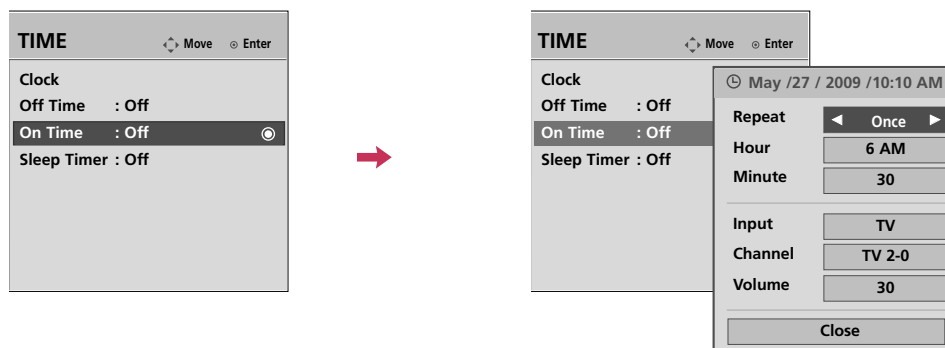 TIME Move Enter
Clock
Off Time : Off
On Time : Off
Sleep Timer : Off
TIME Move Enter
Clock
Off Time : Off
On Time : Off
Sleep Timer : Off
May /27 / 2009 /10:10 AM
Repeat Once
Hour 6 AM
Minute 30
Input TV
Channel TV 2-0
Volume 30
Close